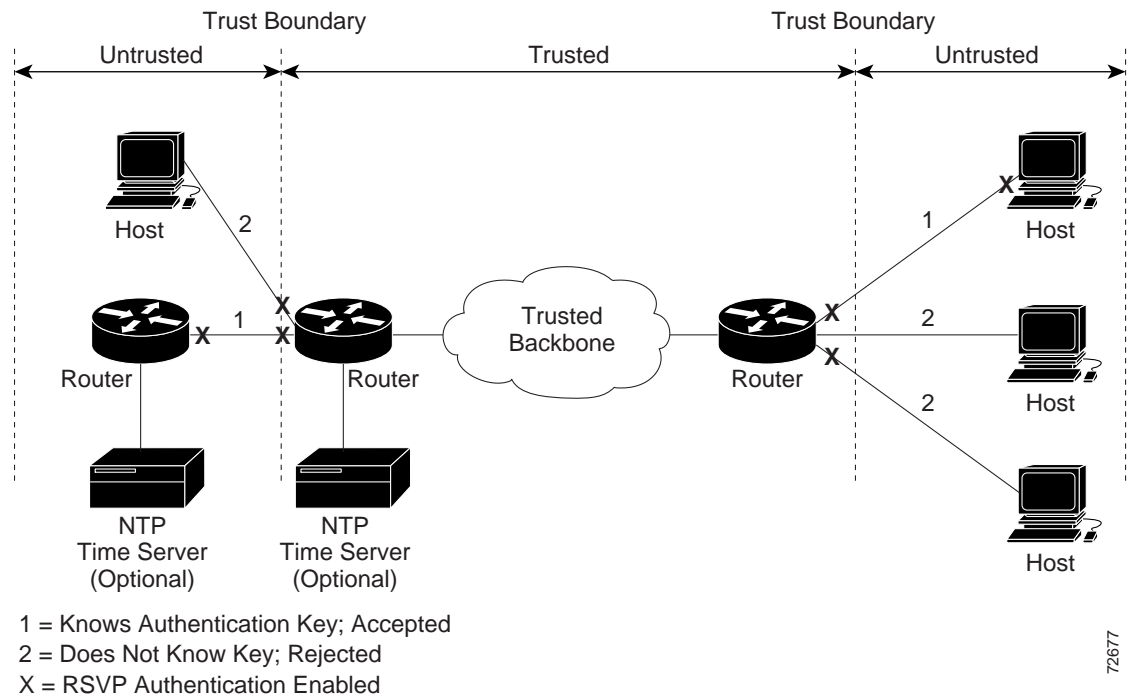 Trust Boundary
Trust Boundary
Untrusted
Trusted
Untrusted
Host
2
X
1
Host
X
1
X
X
Router
Router
Trusted
Backbone
X
X
Router
2
Host
2
Host
NTP
Time Server
(Optional)
NTP
Time Server
(Optional)
1 = Knows Authentication Key; Accepted
2 = Does Not Know Key; Rejected
X = RSVP Authentication Enabled
72677